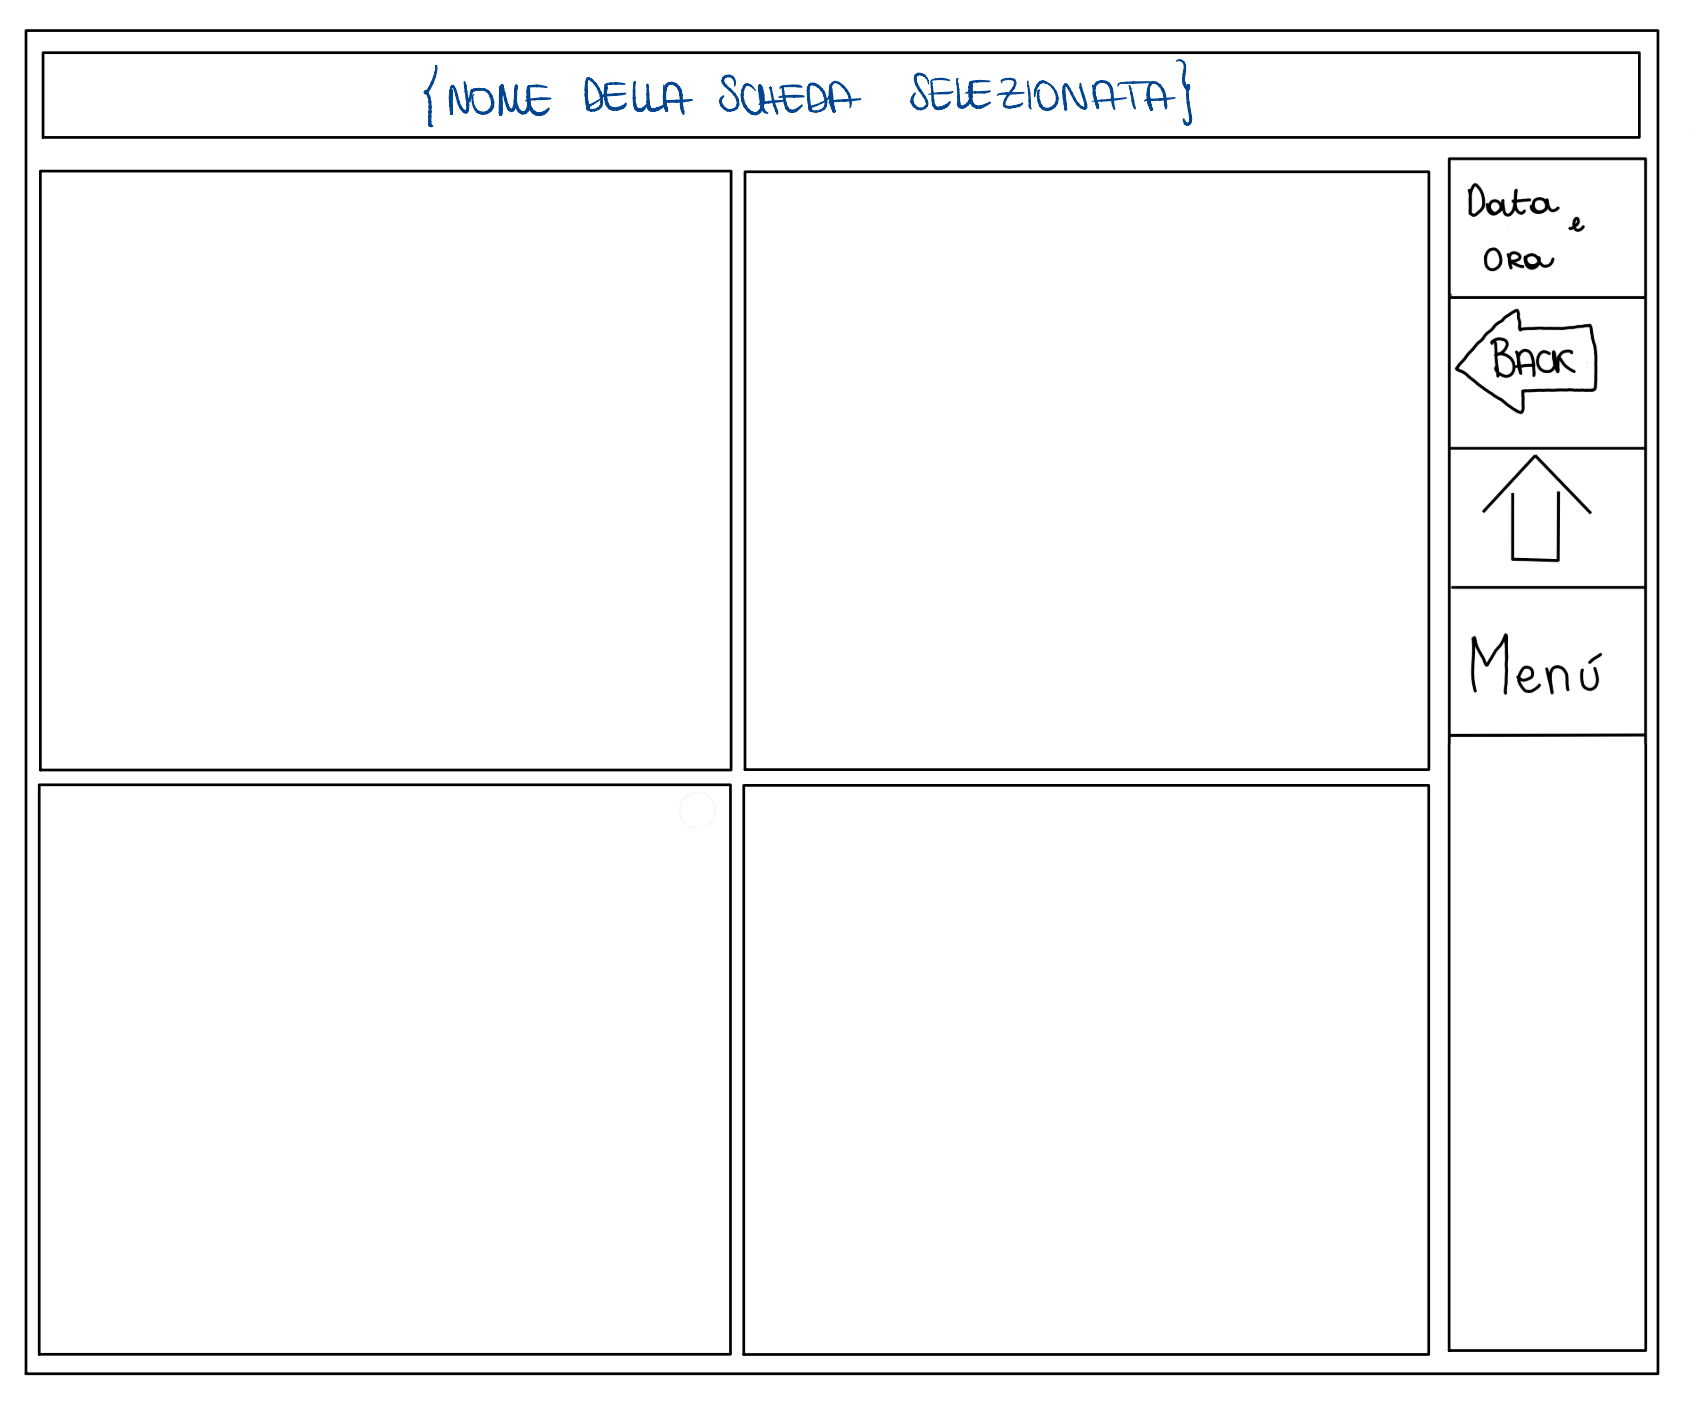 {NOME DELLA SCHEDA SELEZIONATA}
Data e
ORa
BACK
Menú